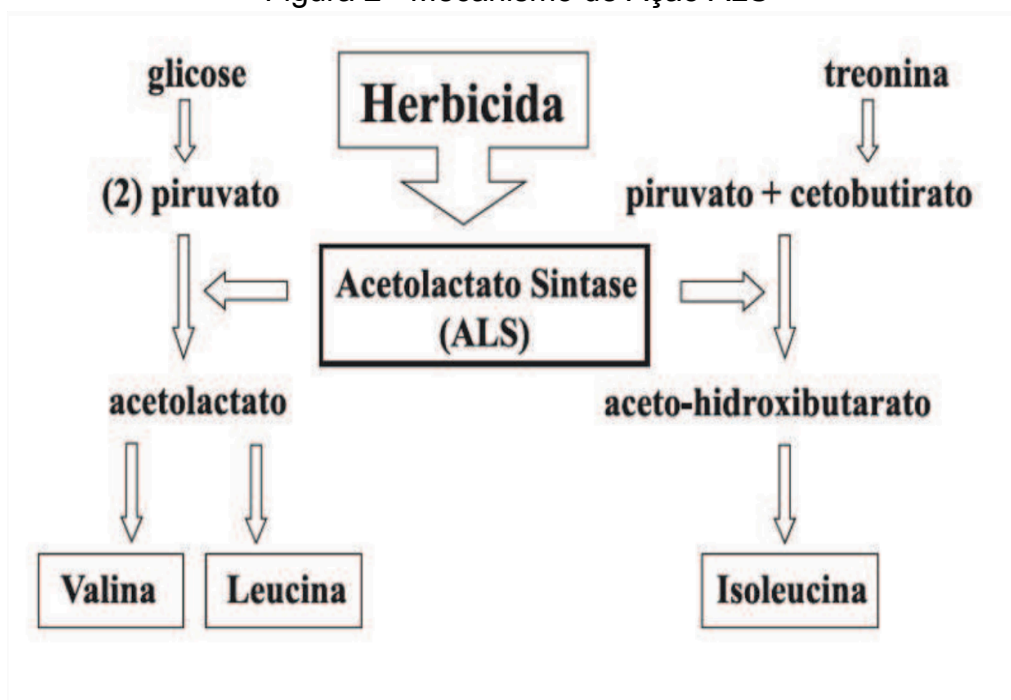 glicose
Herbicida
treonina
(2) piruvato
piruvato + cetobutirato
Acetolactato Sintase
(ALS)
acetolactato
aceto-hidroxibutarato
Valina
Leucina
Isoleucina